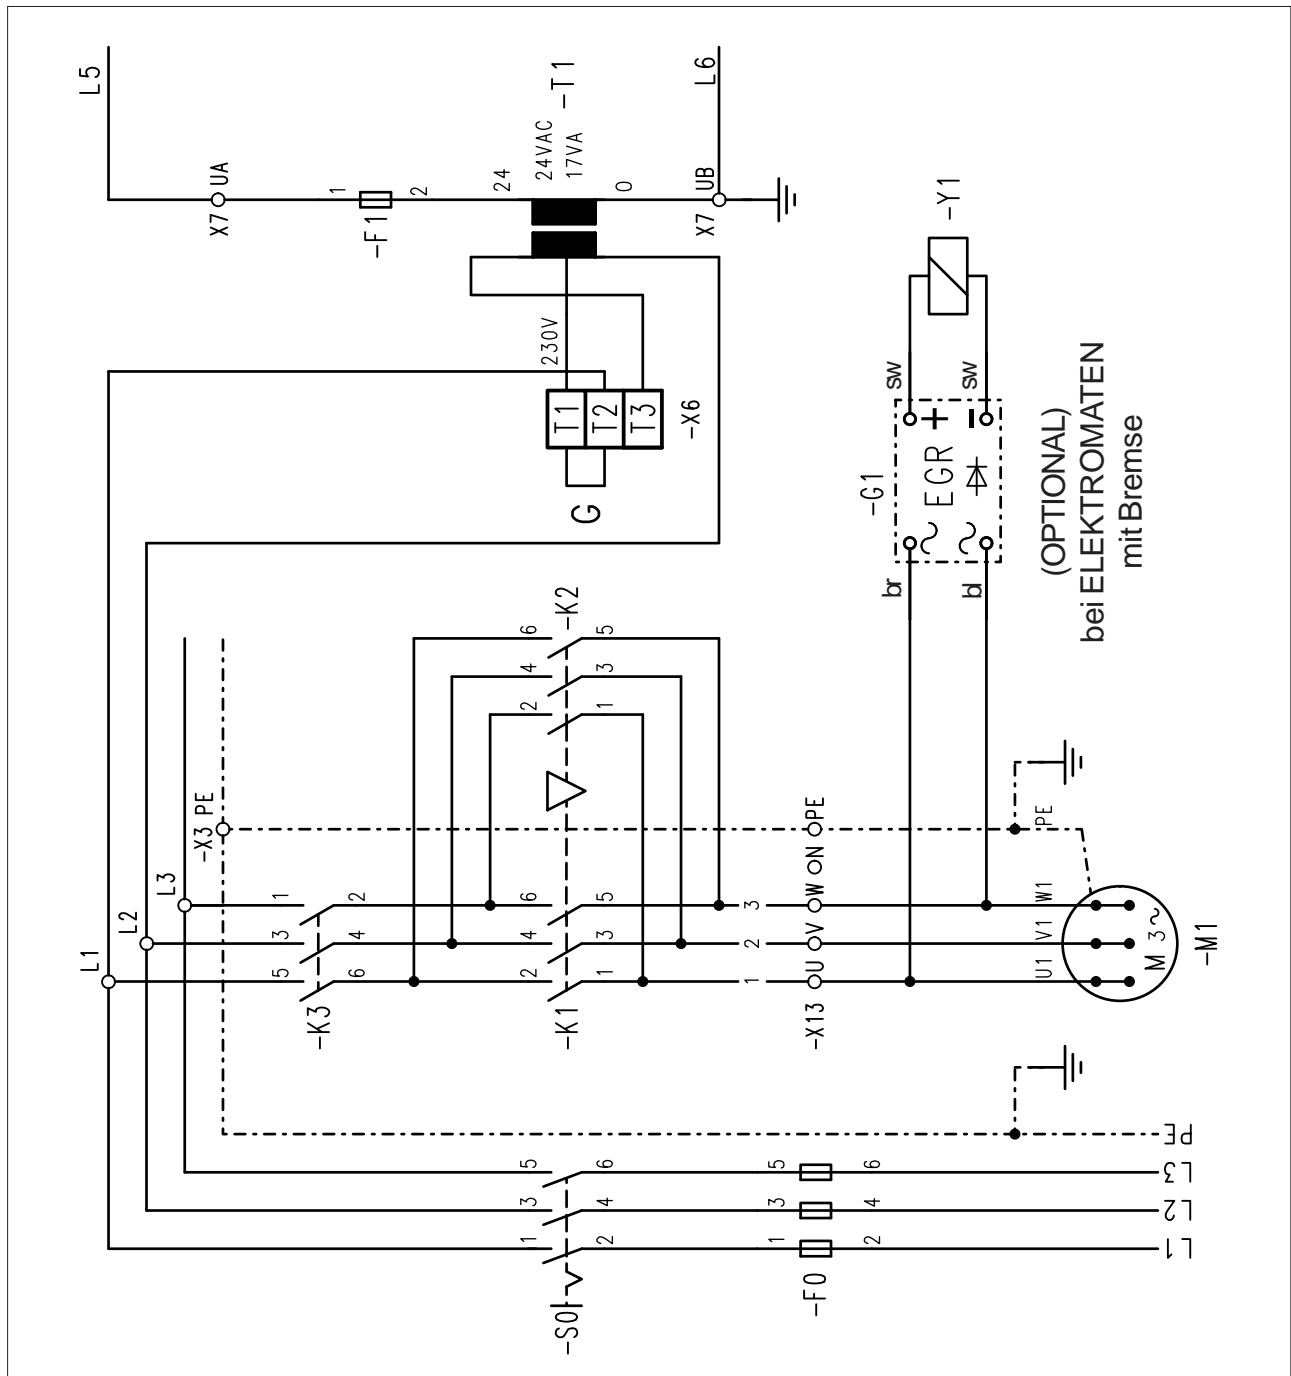 L1
L2
L3
PE
-F0
1
2
3
4
5
6
-S0
1
2
3
4
5
6
L1
L2
L3
-X3 PE
-K3
5
6
3
4
1
2
-K1
2
1
4
3
6
5
-K2
2
1
4
3
6
5
1
2
3
-X13
U
V
W
N
PE
U1
V1
W1
PE
M
3~
-M1
L5
X7
UA
1
2
-F1
24
0
24VAC
17VA
-T1
X7
UB
L6
230V
T1
T2
T3
-X6
G
-G1
br
bl
~
~
EGR
+
-
sw
sw
-Y1
(OPTIONAL)
bei ELEKTROMATEN
mit Bremse